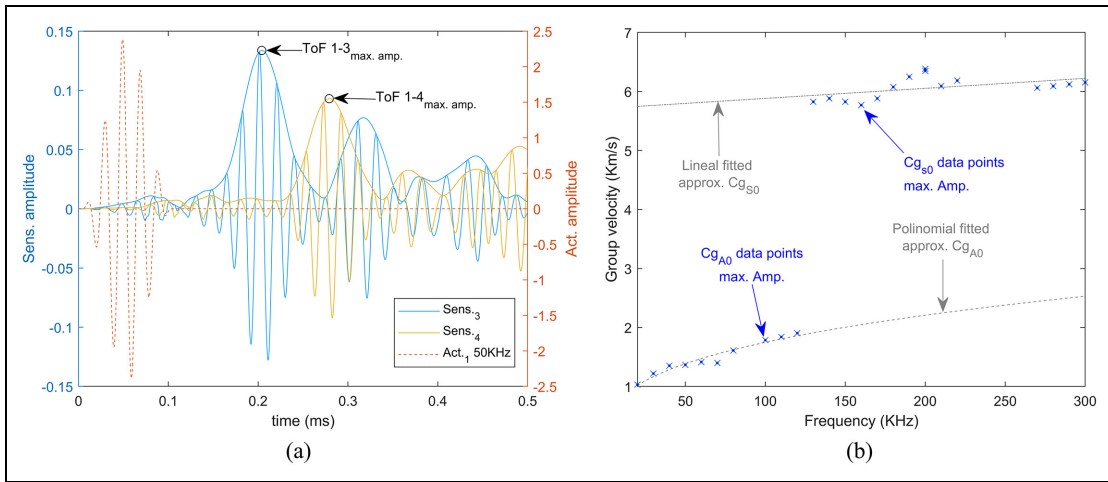 (a)
0.15
0.1
0.05
0
-0.05
-0.1
-0.15
Sens. amplitude
2.5
2
1.5
1
0.5
0
-0.5
-1
-1.5
-2
-2.5
Act. amplitude
ToF 1-3max. amp.
ToF 1-4max. amp.
Sens.3
Sens.4
Act.1 50KHz
0 0.1 0.2 0.3 0.4 0.5
time (ms)
(b)
7
6
5
4
3
2
1
Group velocity (Km/s)
Lineal fitted
approx. CgS0
Cgs0 data points
max. Amp.
Polinomial fitted
approx. CgA0
CgA0 data points
max. Amp.
50 100 150 200 250 300
Frequency (KHz)